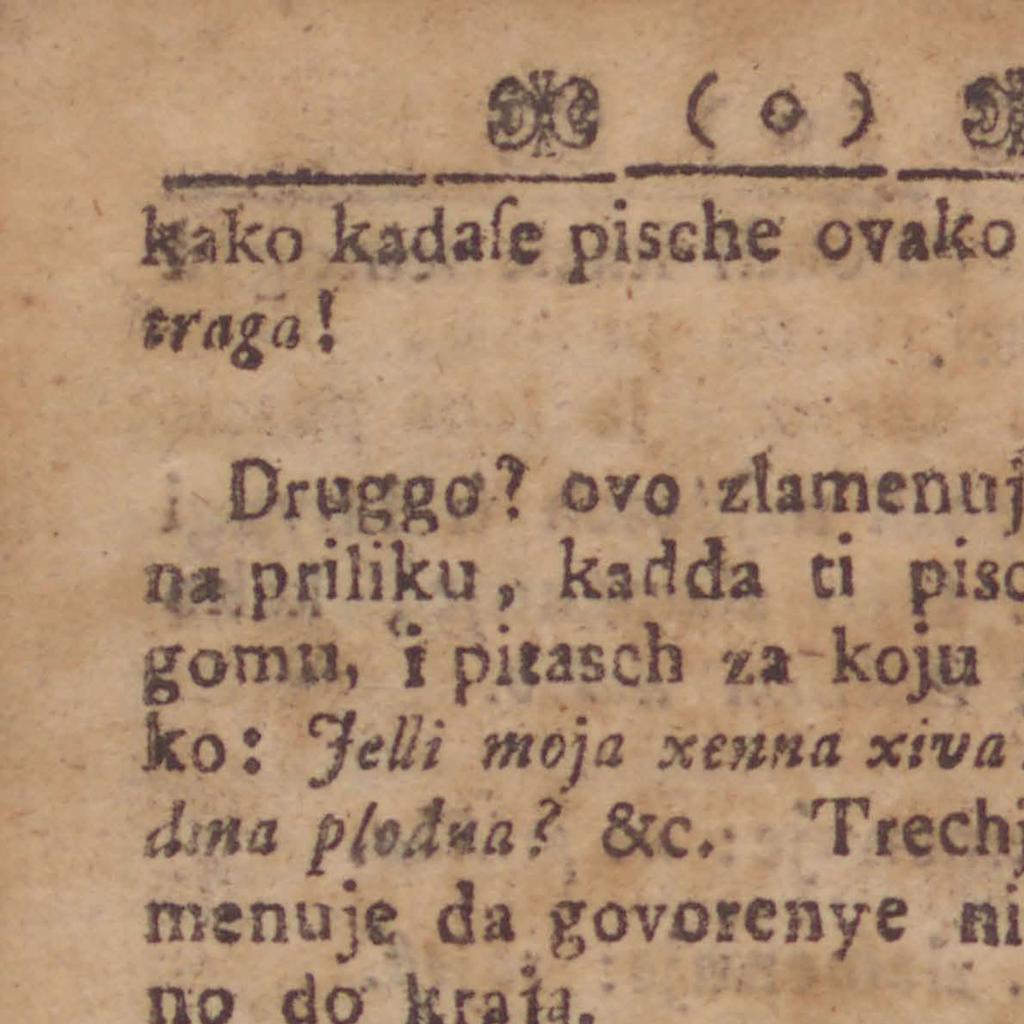 ( o )
kako kadaſe pische ovako
traga!
Druggo? ovo zlamenuj
na priliku, kadda ti pisc
gomu, i pitasch za koju
ko: Jelli moja xenna xiva
dina plodna? &c. Trechj
menuje da govorenye ni
no do kraja.